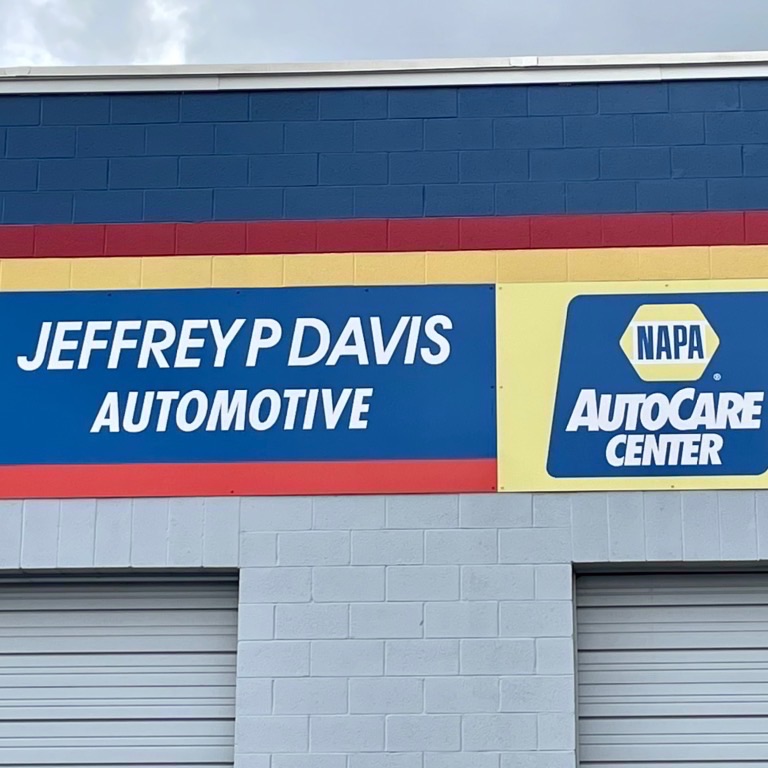 JEFFREY P DAVIS
AUTOMOTIVE
NAPA
®
AUTOCARE
CENTER